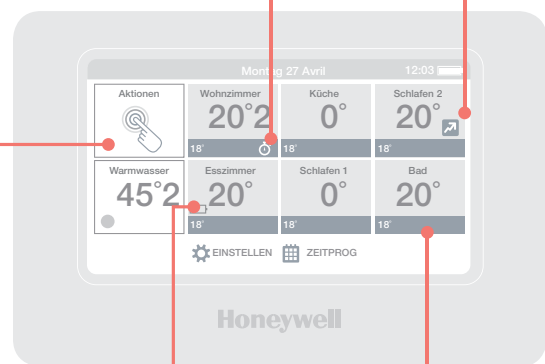 Montag 27 Avril 12:03
Aktionen
Wohnzimmer
20°2
18°
Küche
0°
18°
Schlafen 2
20°
18°
Warmwasser
45°2
Esszimmer
20°
18°
Schlafen 1
0°
18°
Bad
20°
18°
EINSTELLEN ZEITPROG
Honeywell